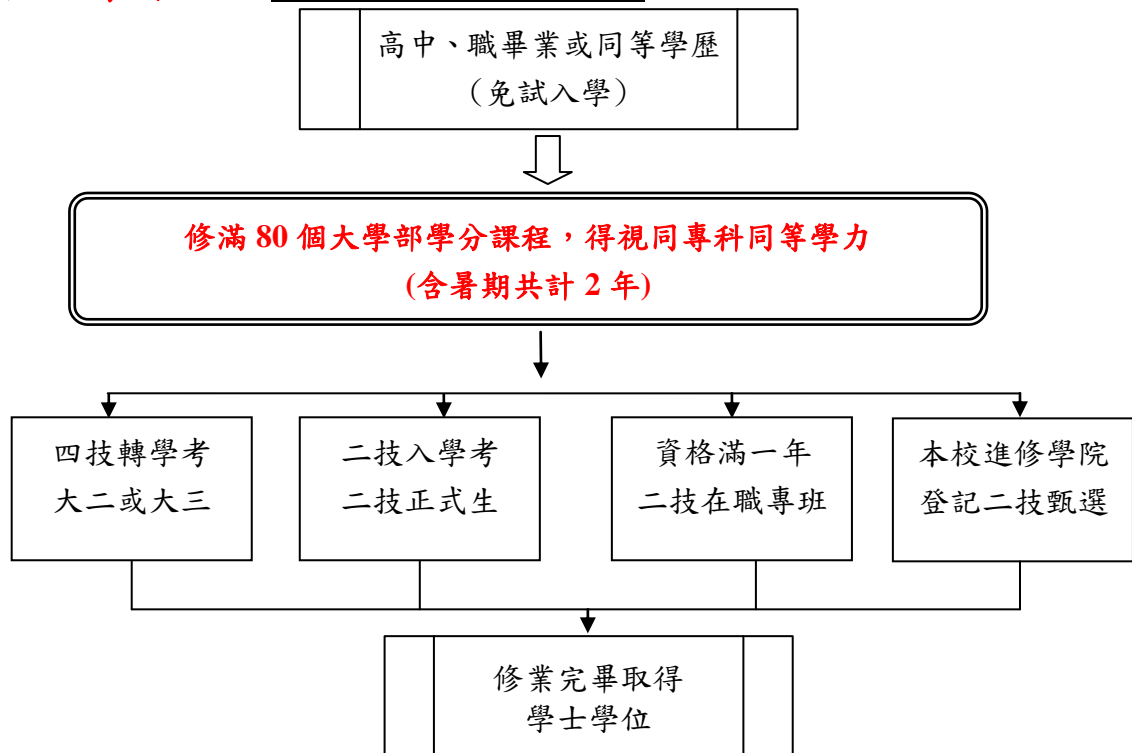 高中、職畢業或同等學歷
（免試入學）
修滿 80 個大學部學分課程，得視同專科同等學力
(含暑期共計 2 年)
四技轉學考
大二或大三
二技入學考
二技正式生
資格滿一年
二技在職專班
本校進修學院
登記二技甄選
修業完畢取得
學士學位